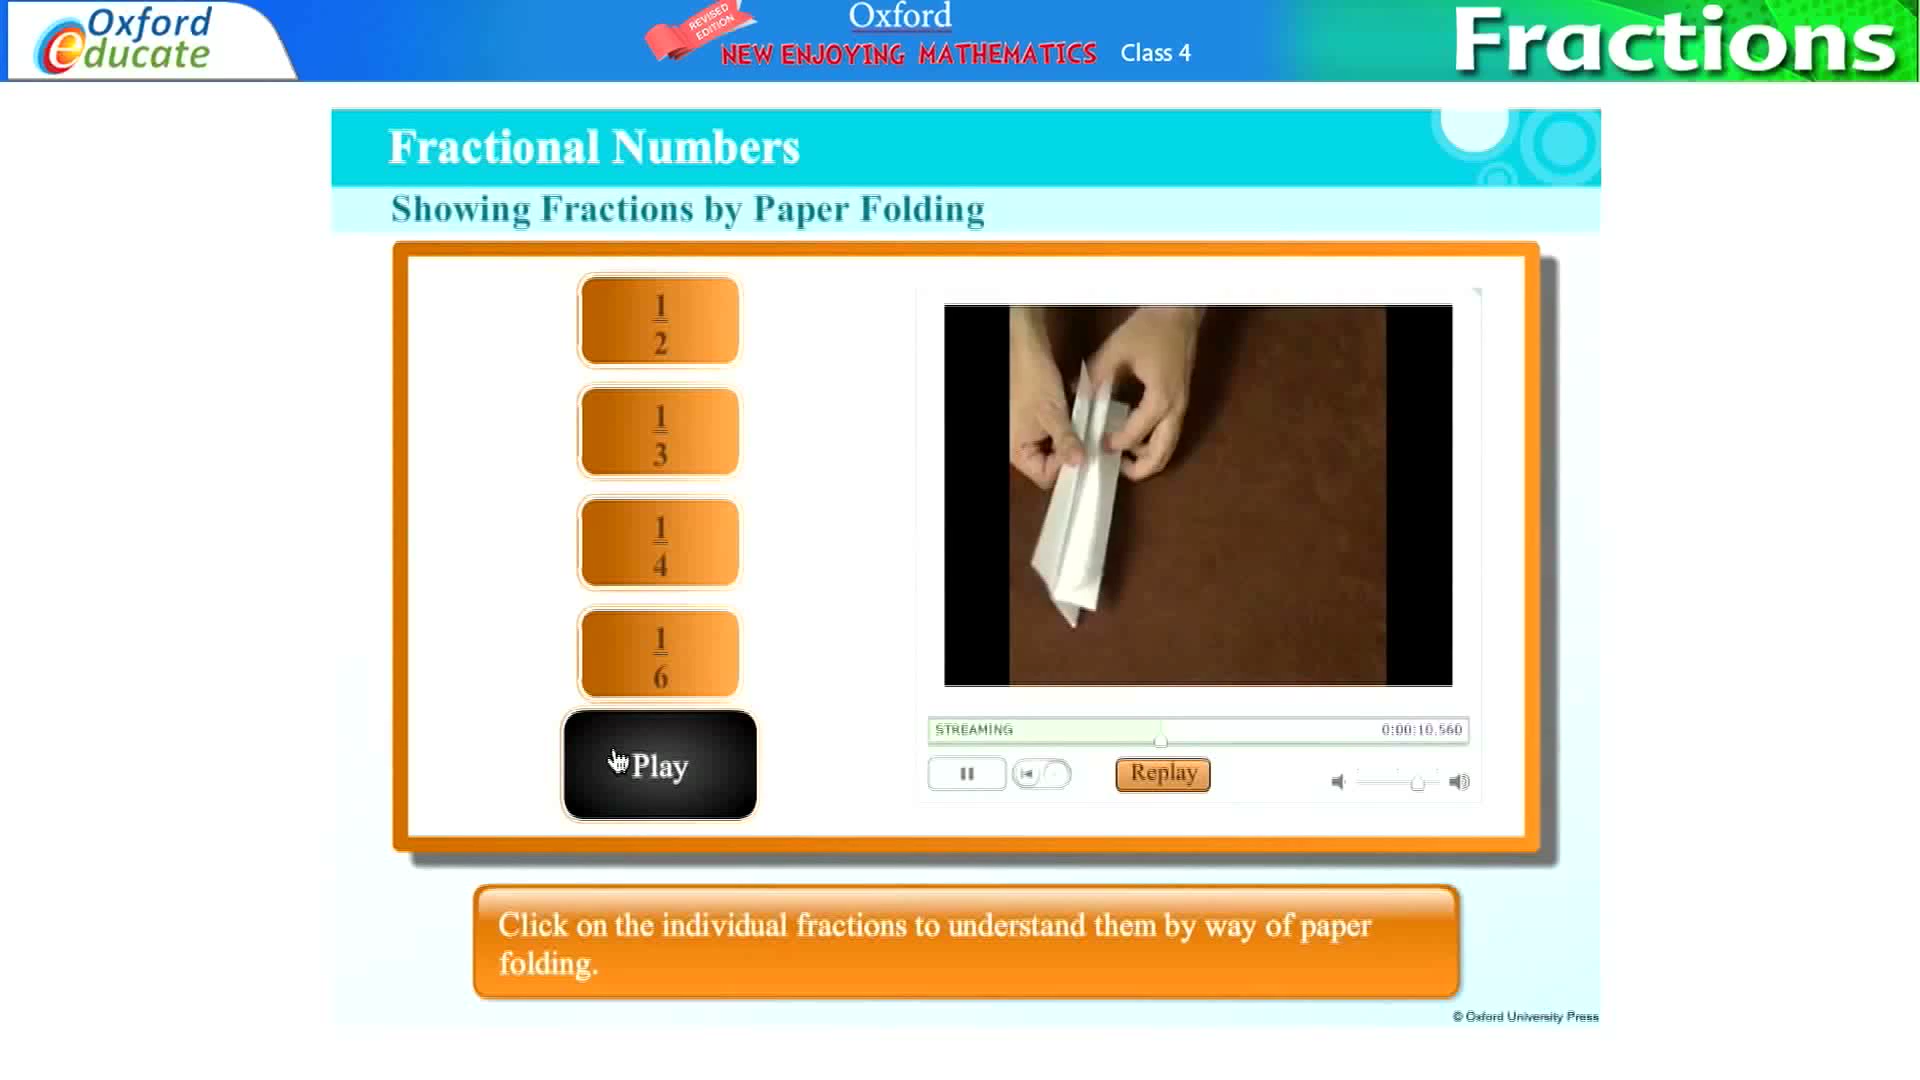 Oxford
educate
REVISED
EDITION
Oxford
NEW ENJOYING MATHEMATICS Class 4
Fractions
Fractional Numbers
Showing Fractions by Paper Folding
1
2
1
3
1
4
1
6
Play
STREAMING 0:00:10.560
Replay
Click on the individual fractions to understand them by way of paper
folding.
© Oxford University Press